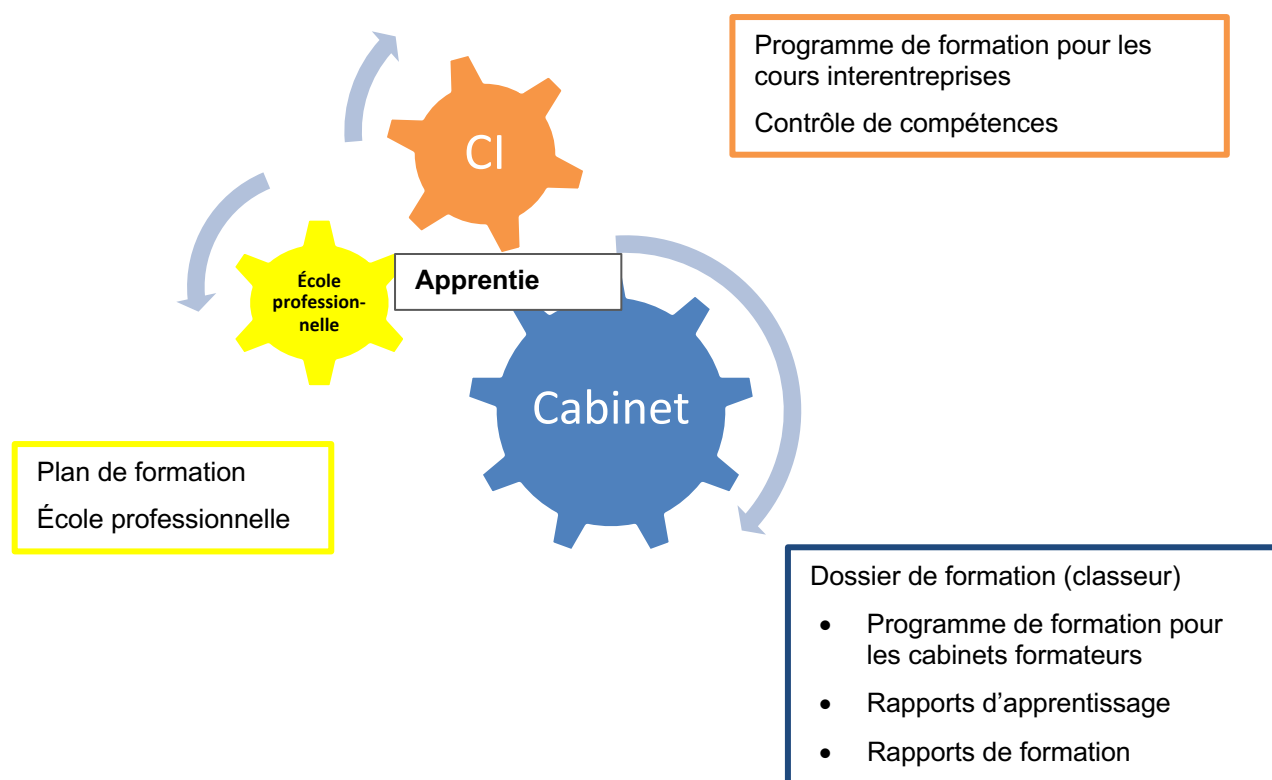 Programme de formation pour les
cours interentreprises
Contrôle de compétences
CI
École
profession-
nelle
Apprentie
Cabinet
Plan de formation
École professionnelle
Dossier de formation (classeur)
• Programme de formation pour
les cabinets formateurs
• Rapports d’apprentissage
• Rapports de formation